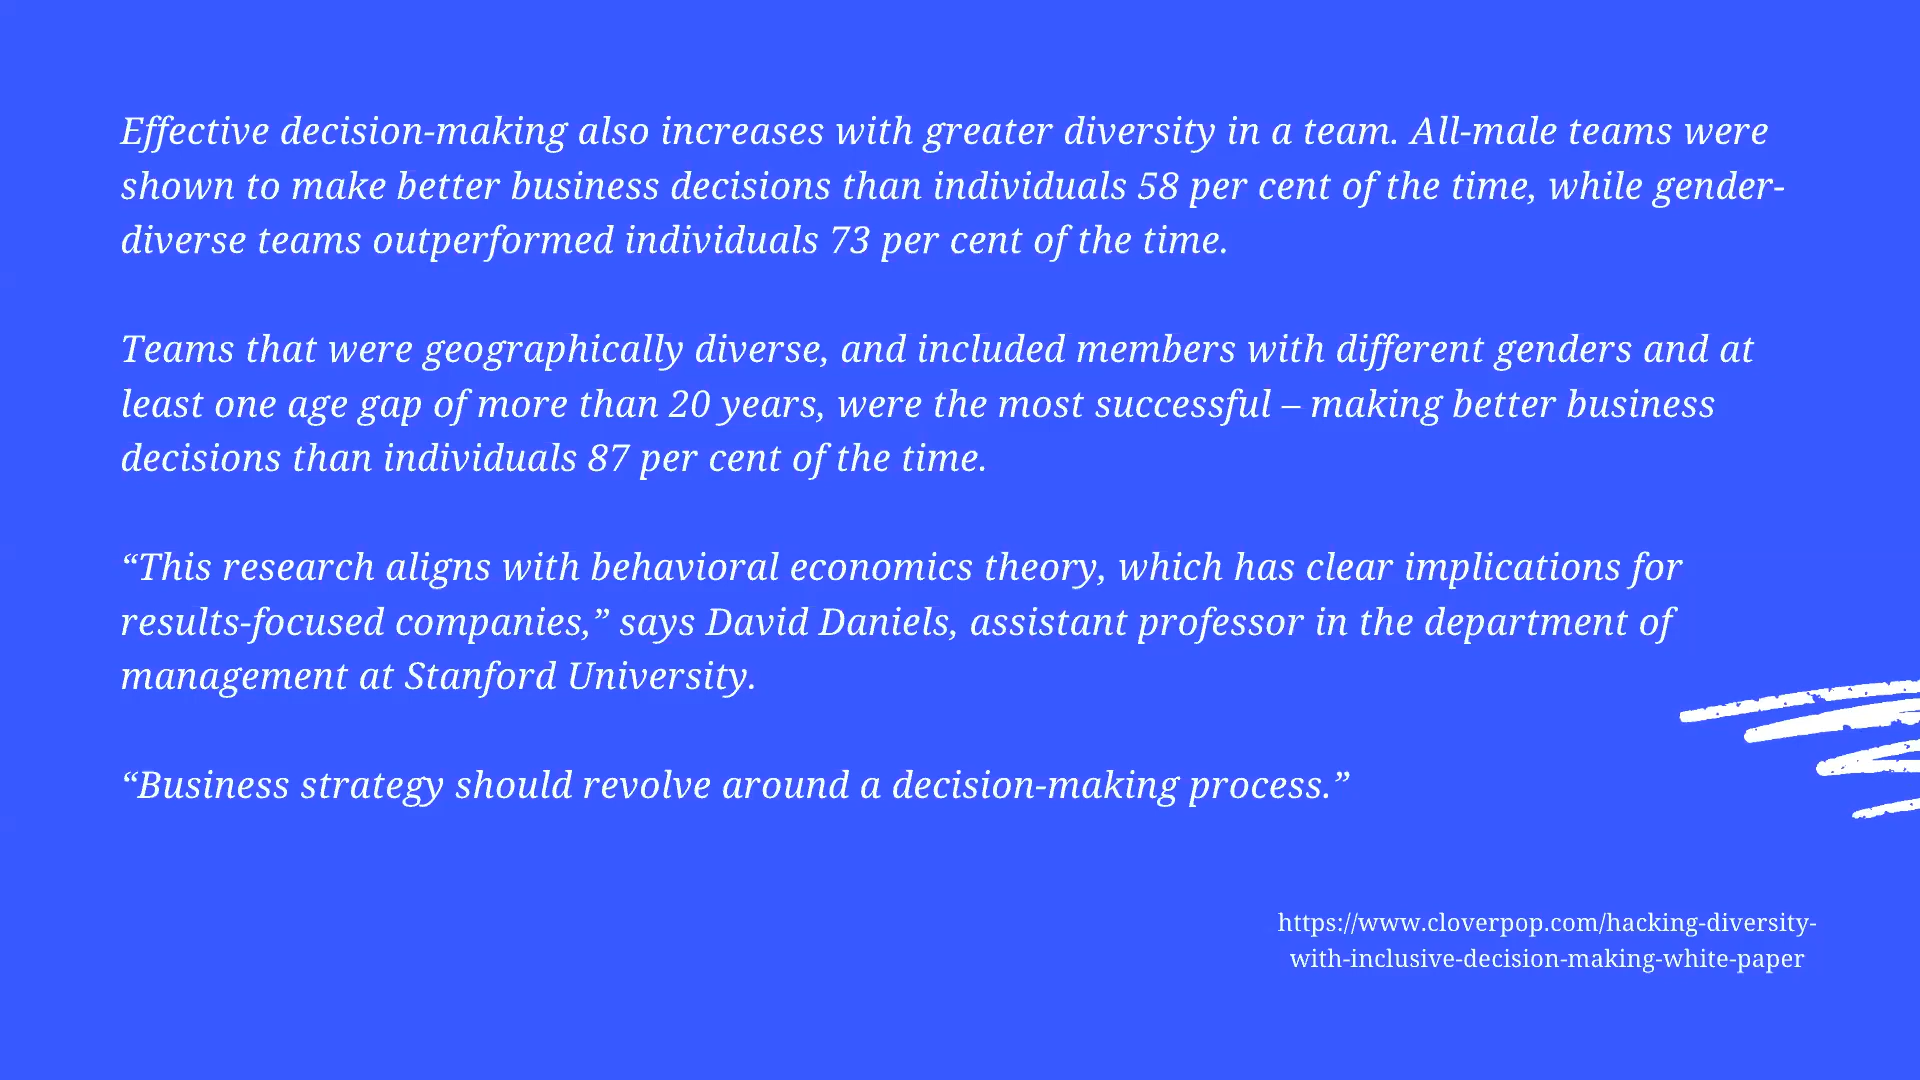 Effective decision-making also increases with greater diversity in a team. All-male teams were
shown to make better business decisions than individuals 58 per cent of the time, while gender-
diverse teams outperformed individuals 73 per cent of the time.
Teams that were geographically diverse, and included members with different genders and at
least one age gap of more than 20 years, were the most successful – making better business
decisions than individuals 87 per cent of the time.
“This research aligns with behavioral economics theory, which has clear implications for
results-focused companies,” says David Daniels, assistant professor in the department of
management at Stanford University.
“Business strategy should revolve around a decision-making process.”
https://www.cloverpop.com/hacking-diversity-
with-inclusive-decision-making-white-paper